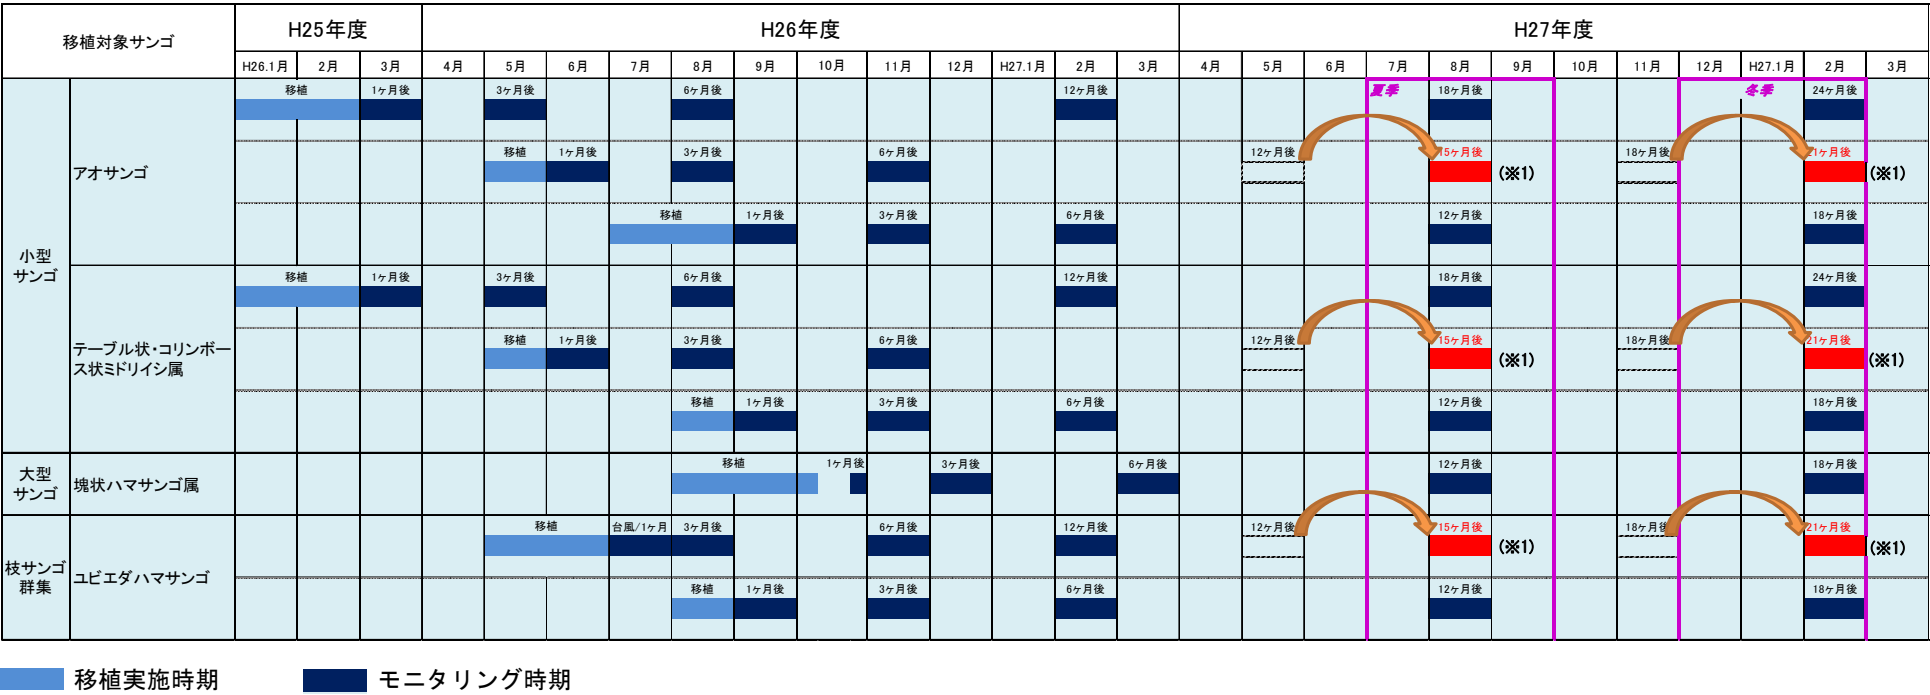 移植対象サンゴ H25年度 H26年度 H27年度
H26.1月 2月 3月 4月 5月 6月 7月 8月 9月 10月 11月 12月 H27.1月 2月 3月 4月 5月 6月 7月 8月 9月 10月 11月 12月 H27.1月 2月 3月
移植 1ヶ月後 3ヶ月後 6ヶ月後 12ヶ月後 夏季 18ヶ月後 冬季 24ヶ月後
移植 1ヶ月後 3ヶ月後 6ヶ月後 12ヶ月後 15ヶ月後 18ヶ月後 21ヶ月後
アオサンゴ (※1) (※1)
移植 1ヶ月後 3ヶ月後 6ヶ月後 12ヶ月後 18ヶ月後
小型
サンゴ
移植 1ヶ月後 3ヶ月後 6ヶ月後 12ヶ月後 18ヶ月後 24ヶ月後
移植 1ヶ月後 3ヶ月後 6ヶ月後 12ヶ月後 15ヶ月後 18ヶ月後 21ヶ月後
テーブル状・コリンボー
ス状ミドリイシ属 (※1) (※1)
移植 1ヶ月後 3ヶ月後 6ヶ月後 12ヶ月後 18ヶ月後
移植 1ヶ月後 3ヶ月後 6ヶ月後 12ヶ月後 18ヶ月後
大型
サンゴ
塊状ハマサンゴ属
移植 台風/1ヶ月 3ヶ月後 6ヶ月後 12ヶ月後 12ヶ月後 15ヶ月後 18ヶ月後 21ヶ月後
(※1) (※1)
枝サンゴ
群集
ユビエダハマサンゴ
移植 1ヶ月後 3ヶ月後 6ヶ月後 12ヶ月後 18ヶ月後
移植実施時期 モニタリング時期